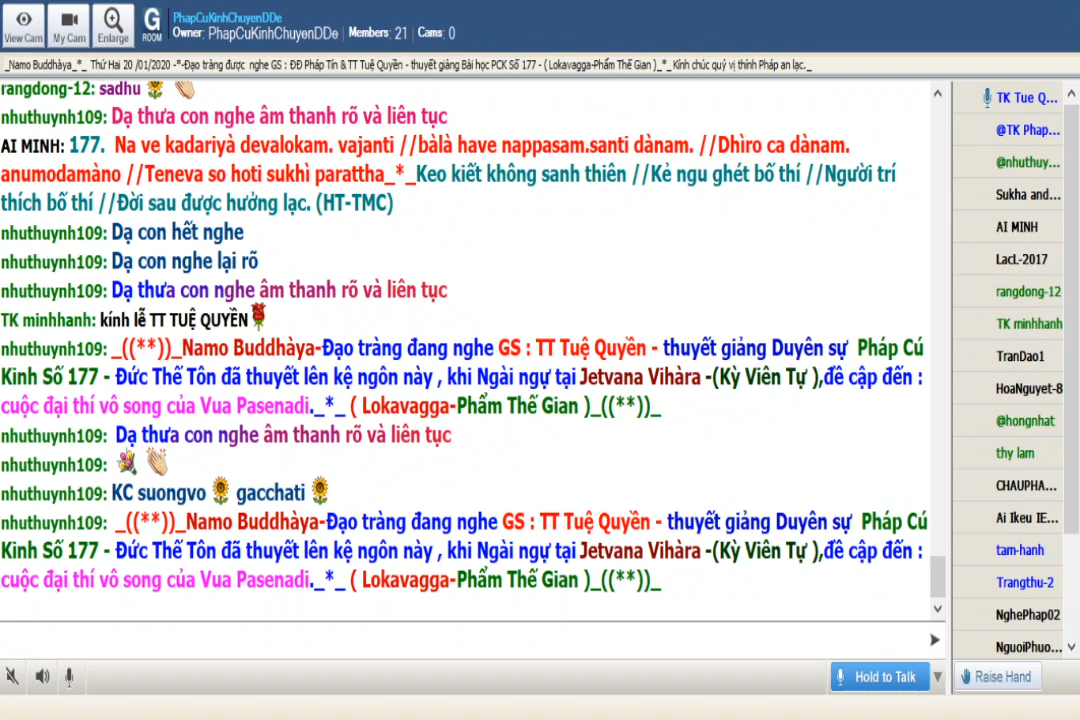 PhapCuKinhChuyenDDe
Owner: PhapCuKinhChuyenDDe | Members: 21 | Cams: 0
View Cam
My Cam
Enlarge
G ROOM
_Namo Buddhàya_*_ Thứ Hai 20 /01/2020 -*-Đạo tràng được nghe GS : ĐĐ Pháp Tín & TT Tuệ Quyền - thuyết giảng Bài học PCK Số 177 - ( Lokavagga-Phẩm Thế Gian )_*_ Kính chúc quý vị thính Pháp an lạc._
rangdong-12: sadhu
nhuthuynh109: Dạ thưa con nghe âm thanh rõ và liên tục
AI MINH: 177. Na ve kadariyà devalokam. vajanti //bàlà have nappasam.santi dànam. //Dhìro ca dànam.
anumodamàno //Teneva so hoti sukhì parattha_*_Keo kiết không sanh thiên //Kẻ ngu ghét bố thí //Người trí
thích bố thí //Đời sau được hưởng lạc. (HT-TMC)
nhuthuynh109: Dạ con hết nghe
nhuthuynh109: Dạ con nghe lại rõ
nhuthuynh109: Dạ thưa con nghe âm thanh rõ và liên tục
TK minhhanh: kính lễ TT TUỆ QUYỀN
nhuthuynh109: _((**))_Namo Buddhàya-Đạo tràng đang nghe GS : TT Tuệ Quyền - thuyết giảng Duyên sự Pháp Cú
Kinh Số 177 - Đức Thế Tôn đã thuyết lên kệ ngôn này , khi Ngài ngự tại Jetvana Vihàra -(Kỳ Viên Tự ),đề cập đến :
cuộc đại thí vô song của Vua Pasenadi._*_ ( Lokavagga-Phẩm Thế Gian )_((**))_
nhuthuynh109: Dạ thưa con nghe âm thanh rõ và liên tục
nhuthuynh109:
nhuthuynh109: KC suongvo gacchati
nhuthuynh109: _((**))_Namo Buddhàya-Đạo tràng đang nghe GS : TT Tuệ Quyền - thuyết giảng Duyên sự Pháp Cú
Kinh Số 177 - Đức Thế Tôn đã thuyết lên kệ ngôn này , khi Ngài ngự tại Jetvana Vihàra -(Kỳ Viên Tự ),đề cập đến :
cuộc đại thí vô song của Vua Pasenadi._*_ ( Lokavagga-Phẩm Thế Gian )_((**))_
TK Tue Q...
@TK Phap...
@nhuthuy...
Sukha and...
AI MINH
LacL-2017
rangdong-12
TK minhhanh
TranDao1
HoaNguyet-8
@hongnhat
thy lam
CHAUPHA...
Ai Ikeu IE...
tam-hanh
Trangthu-2
NghePhap02
NguoiPhuo...
Hold to Talk
Raise Hand